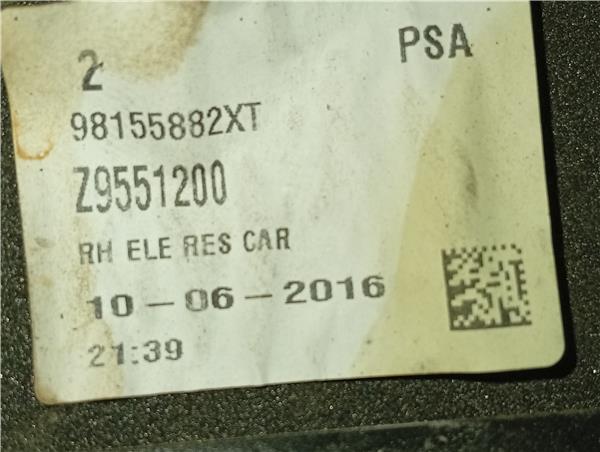 PSA
2
98155882XT
Z9551200
RH ELE RES CAR
10-06-2016
21:39